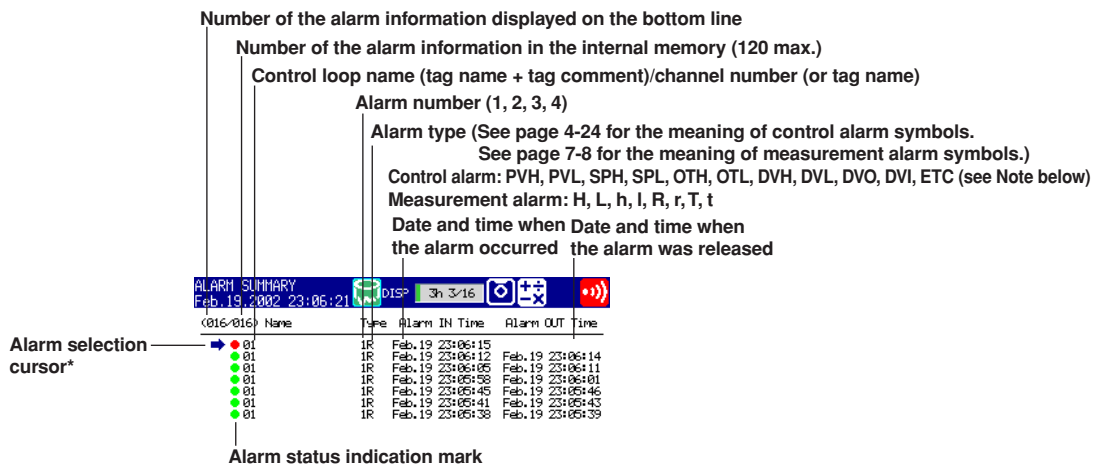 Number of the alarm information displayed on the bottom line
Number of the alarm information in the internal memory (120 max.)
Control loop name (tag name + tag comment)/channel number (or tag name)
Alarm number (1, 2, 3, 4)
Alarm type (See page 4-24 for the meaning of control alarm symbols.
See page 7-8 for the meaning of measurement alarm symbols.)
Control alarm: PVH, PVL, SPH, SPL, OTH, OTL, DVH, DVL, DVO, DVI, ETC (see Note below)
Measurement alarm: H, L, h, l, R, r, T, t
Date and time when the alarm occurred
Date and time when the alarm was released
ALARM SUMMARY
Feb.19.2002 23:06:21
DISP
3h 3/16
(016/016) Name Type Alarm IN Time Alarm OUT Time
01 1R Feb.19 23:06:15
01 1R Feb.19 23:06:12 Feb.19 23:06:14
01 1R Feb.19 23:06:05 Feb.19 23:06:11
01 1R Feb.19 23:05:58 Feb.19 23:06:01
01 1R Feb.19 23:05:45 Feb.19 23:05:46
01 1R Feb.19 23:05:41 Feb.19 23:05:43
01 1R Feb.19 23:05:38 Feb.19 23:05:39
Alarm selection
cursor*
Alarm status indication mark